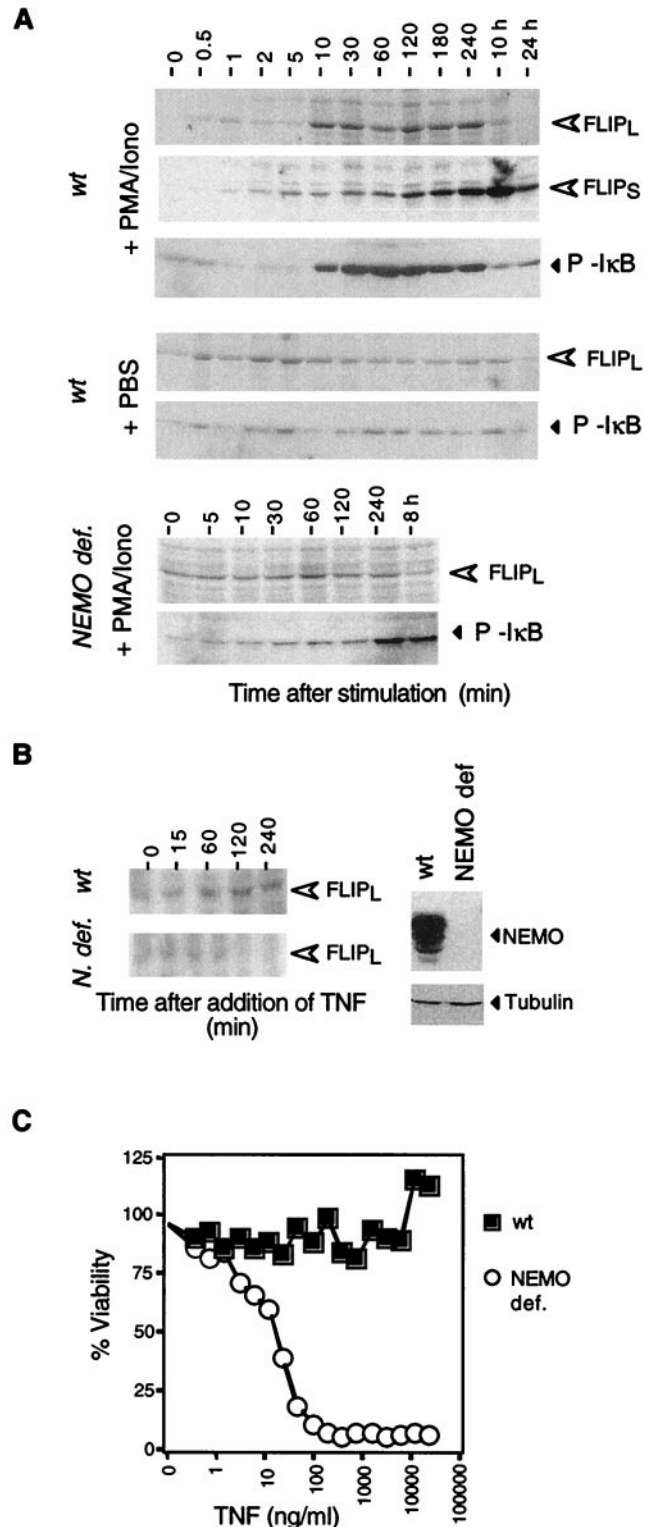 A
-0 -0.5 -1 -2 -5 -10 -30 -60 -120 -180 -240 -10 h -24 h
wt
+ PMA/Iono
FLIPL
FLIPS
P -IκB
wt
+ PBS
FLIPL
P -IκB
-0 -5 -10 -30 -60 -120 -240 -8 h
NEMO def.
+ PMA/Iono
FLIPL
P -IκB
Time after stimulation (min)
B
-0 -15 -60 -120 -240
wt
FLIPL
N. def.
FLIPL
Time after addition of TNF
(min)
wt
NEMO def
NEMO
Tubulin
C
% Viability
125
100
75
50
25
0
0 1 10 100 1000 10000 100000
TNF (ng/ml)
wt
NEMO
def.